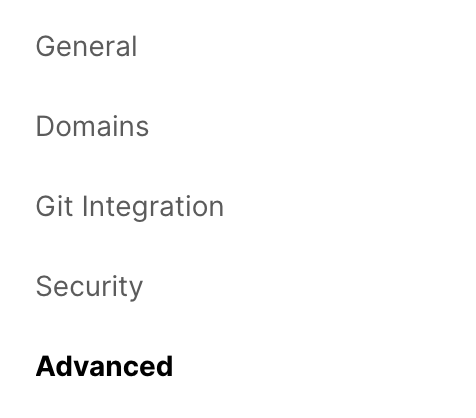 General
Domains
Git Integration
Security
Advanced